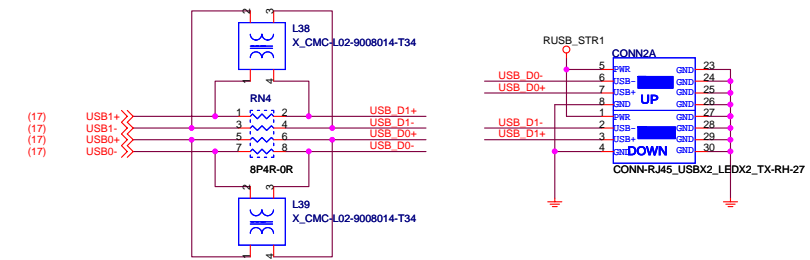 2 3
L38
X_CMC-L02-9008014-T34
1 4
RN4
(17) USB1+ 1 2 USB_D1+
(17) USB1- 3 4 USB_D1-
(17) USB0+ 5 6 USB_D0+
(17) USB0- 7 8 USB_D0-
8P4R-0R
2 3
L39
X_CMC-L02-9008014-T34
1 4
RUSB_STR1
CONN2A
5 PWR GND 23
USB_D0- 6 USB- GND 24
USB_D0+ 7 USB+ GND 25
UP
8 GND GND 26
1 PWR GND 27
USB_D1- 2 USB- GND 28
USB_D1+ 3 USB+ GND 29
4 GND DOWN GND 30
CONN-RJ45_USBX2_LEDX2_TX-RH-27